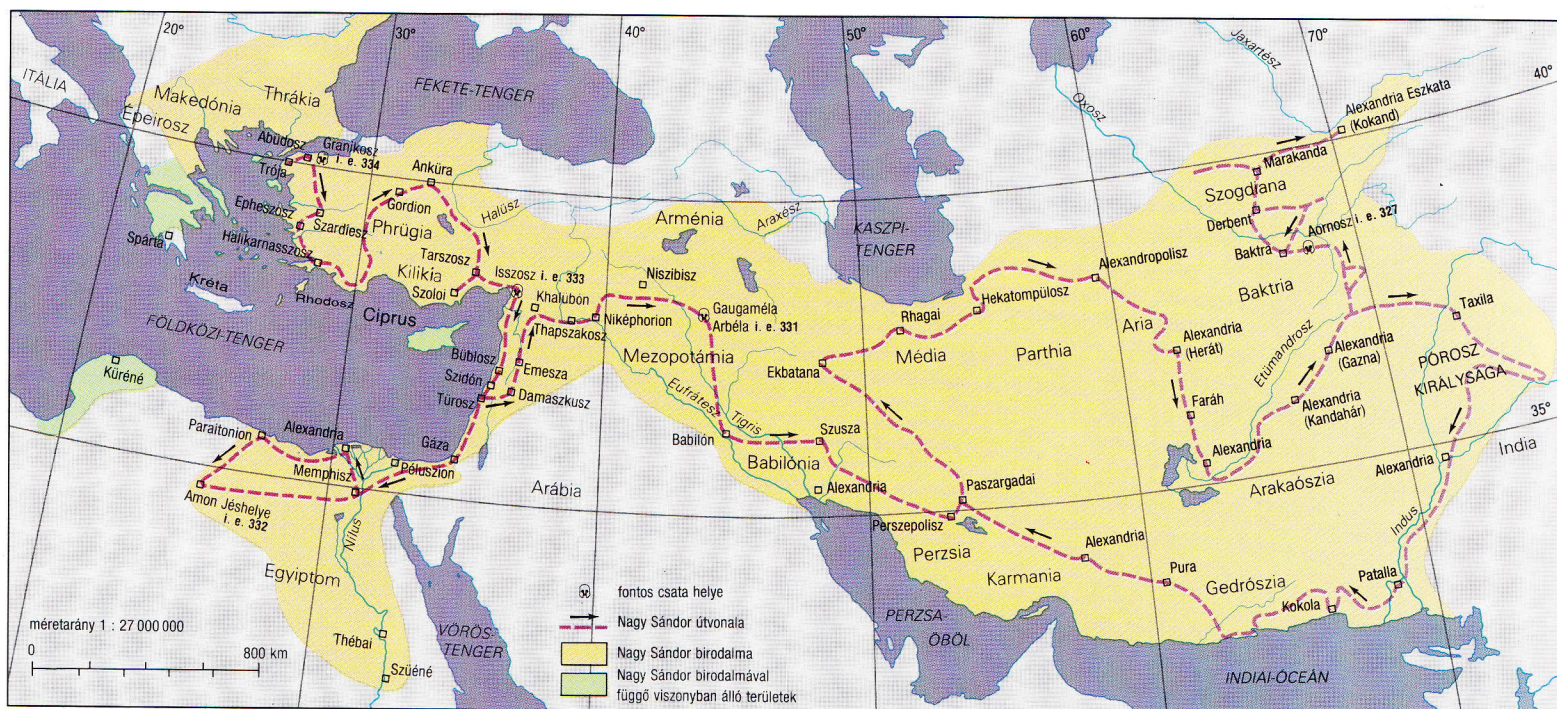 20°
30°
40°
50°
60°
70°
40°
35°
ITÁLIA
Makedónia
Thrákia
Épeirosz
FEKETE-TENGER
Abüdosz
Granikosz
i. e. 334
Trója
Anküra
Gordion
Epheszosz
Szardiesz
Phrügia
Halüsz
Spárta
Halikarnasszosz
Tarszosz
Kilikia
Szoloi
Kréta
Rhodosz
Ciprus
FÖLDKÖZI-TENGER
Küréné
Isszosz i. e. 333
Arménia
Araxész
Niszibisz
Khalübón
Niképhorion
Thapszakosz
Gaugaméla
Arbéla i. e. 331
Mezopotámia
Büblosz
Emesza
Szidón
Damaszkusz
Türosz
Eufrátesz
Tigris
Babilón
Szusza
Babilónia
Alexandria
Paraitonion
Alexandria
Gáza
Memphisz
Péluszion
Amon Jéshelye
i. e. 332
Nílus
Arábia
Egyiptom
Thébai
Szüéné
VÖRÖS-
TENGER
KASZPI-
TENGER
Ekbatana
Rhagai
Média
Hekatompülosz
Parthia
Alexandropolisz
Aria
Alexandria
(Herát)
Faráh
Alexandria
Jaxartész
Oxosz
Alexandria Eszkata
(Kokand)
Marakanda
Szogdiana
Derbent
Aornosz i. e. 327
Baktra
Baktria
Etümandrosz
Alexandria
(Gazna)
Alexandria
(Kandahár)
Taxila
PÓROSZ
KIRÁLYSÁGA
India
Alexandria
Arakaószia
Indus
Patalla
Kokola
Gedrószia
Pura
Alexandria
Karmania
Paszargadai
Perszepolisz
Perzsia
PERZSA-
ÖBÖL
INDIAI-ÓCEÁN
méretarány 1 : 27 000 000
0
800 km
fontos csata helye
Nagy Sándor útvonala
Nagy Sándor birodalma
Nagy Sándor birodalmával
függő viszonyban álló területek